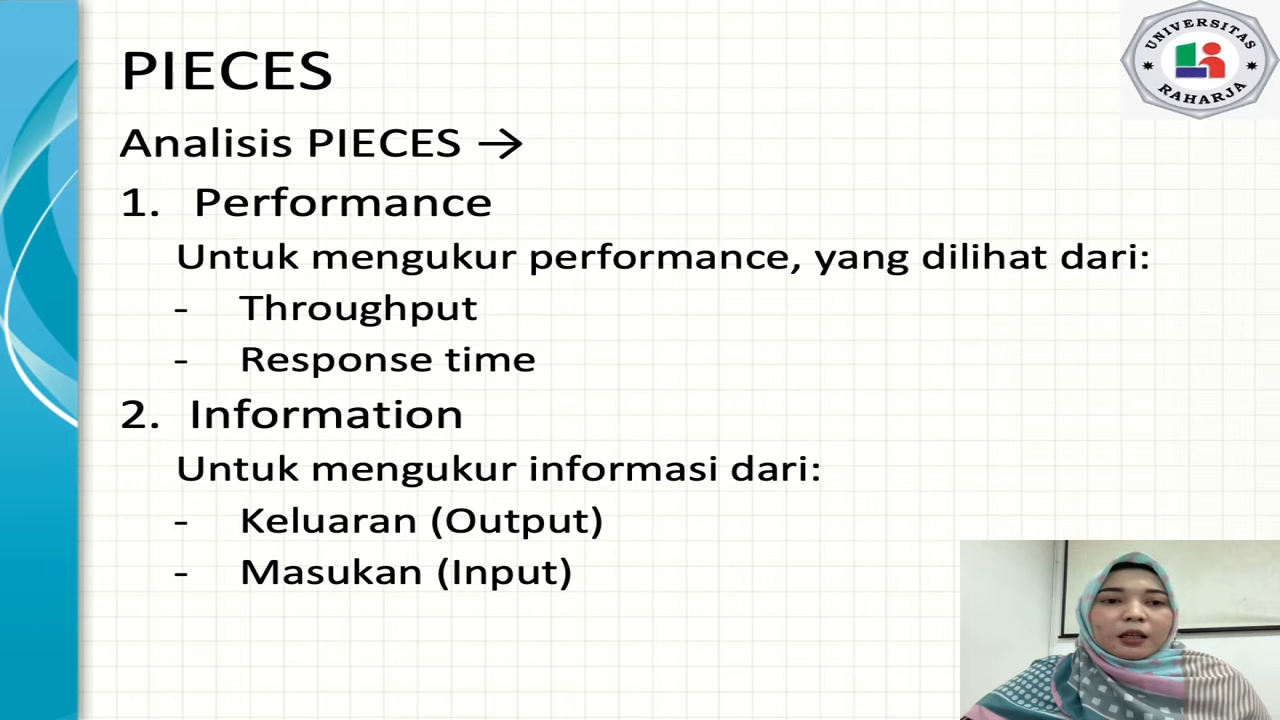 PIECES
UNIVERSITAS
RAHARJA
Analisis PIECES →
1. Performance
Untuk mengukur performance, yang dilihat dari:
- Throughput
- Response time
2. Information
Untuk mengukur informasi dari:
- Keluaran (Output)
- Masukan (Input)